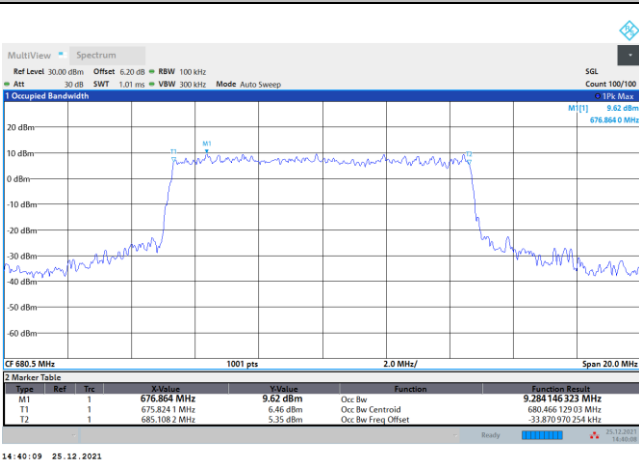 MultiView Spectrum
Ref Level 30.00 dBm Offset 6.20 dB RBW 100 kHz SGL
Att 30 dB SWT 1.01 ms VBW 300 kHz Mode Auto Sweep Count 100/100
1 Occupied Bandwidth 1Pk Max
M1[1] 9.62 dBm
676.864 0 MHz
20 dBm
M1
T1 T2
10 dBm
0 dBm
-10 dBm
-20 dBm
-30 dBm
-40 dBm
-50 dBm
-60 dBm
CF 680.5 MHz 1001 pts 2.0 MHz/ Span 20.0 MHz
2 Marker Table
Type Ref Trc X-Value Y-Value Function Function Result
M1 1 676.864 MHz 9.62 dBm Occ Bw 9.284 146 323 MHz
T1 1 675.824 1 MHz 6.46 dBm Occ Bw Centroid 680.466 129 03 MHz
T2 1 685.108 2 MHz 5.35 dBm Occ Bw Freq Offset -33.870 970 254 kHz
Ready 25.12.2021
14:40:08
14:40:09 25.12.2021